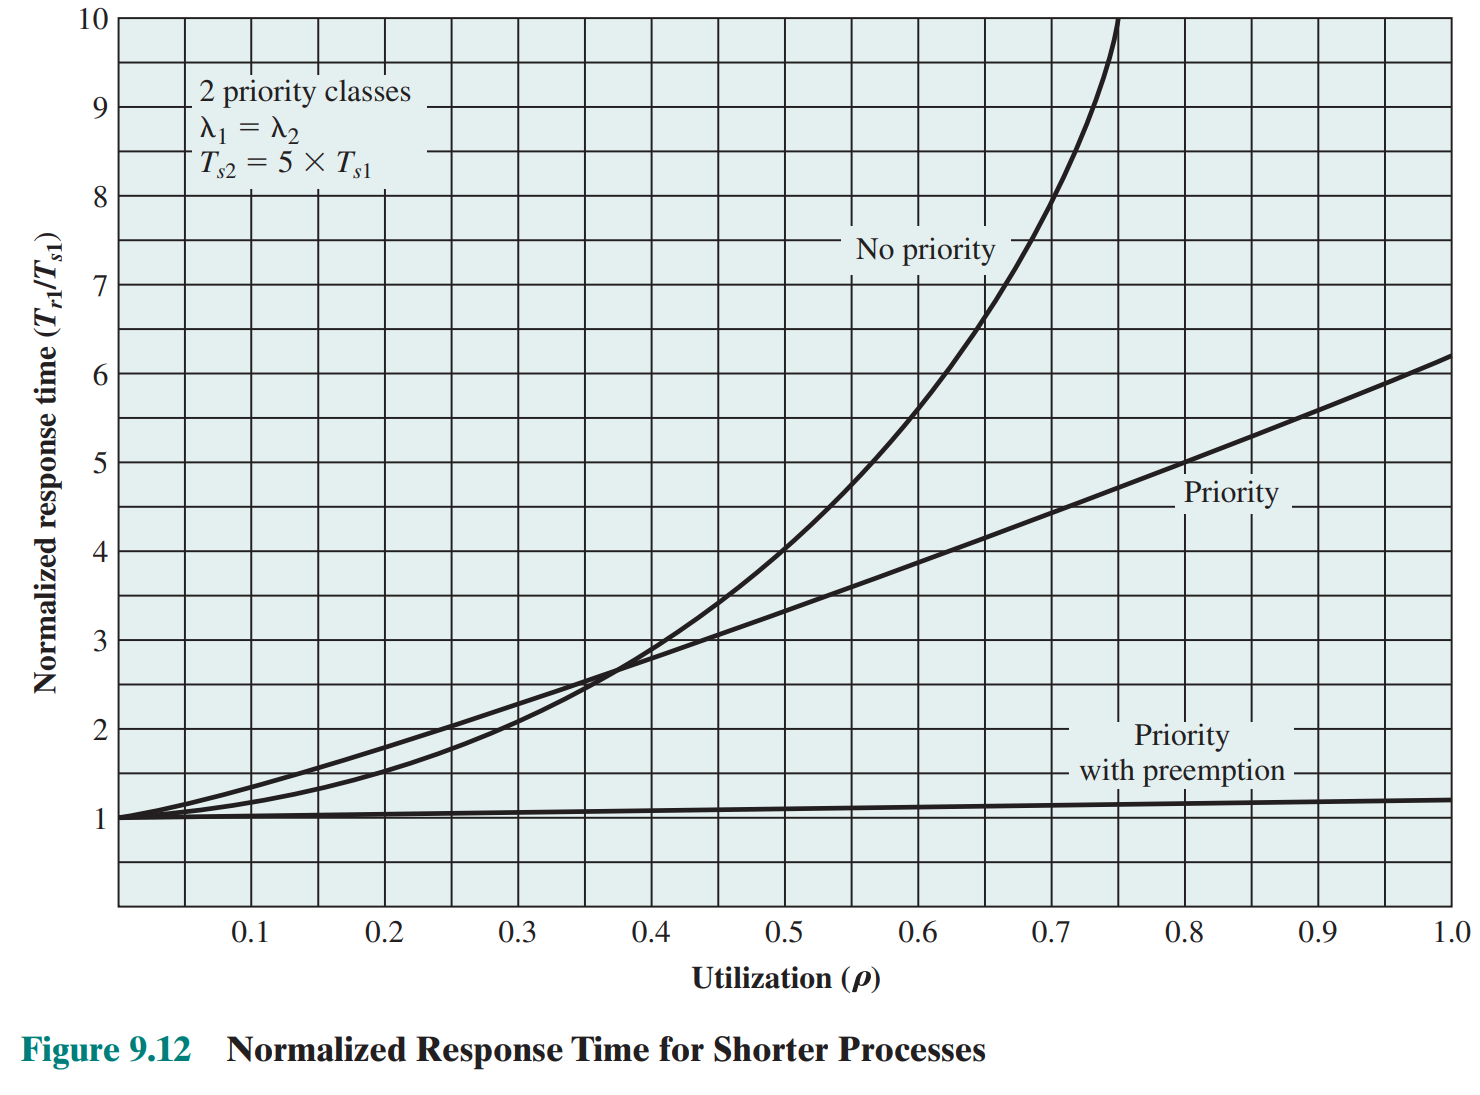 10
9
8
7
6
5
4
3
2
1
Normalized response time (Tr1/Ts1)
2 priority classes
λ1 = λ2
Ts2 = 5 × Ts1
No priority
Priority
Priority
with preemption
0.1 0.2 0.3 0.4 0.5 0.6 0.7 0.8 0.9 1.0
Utilization (ρ)
Figure 9.12 Normalized Response Time for Shorter Processes